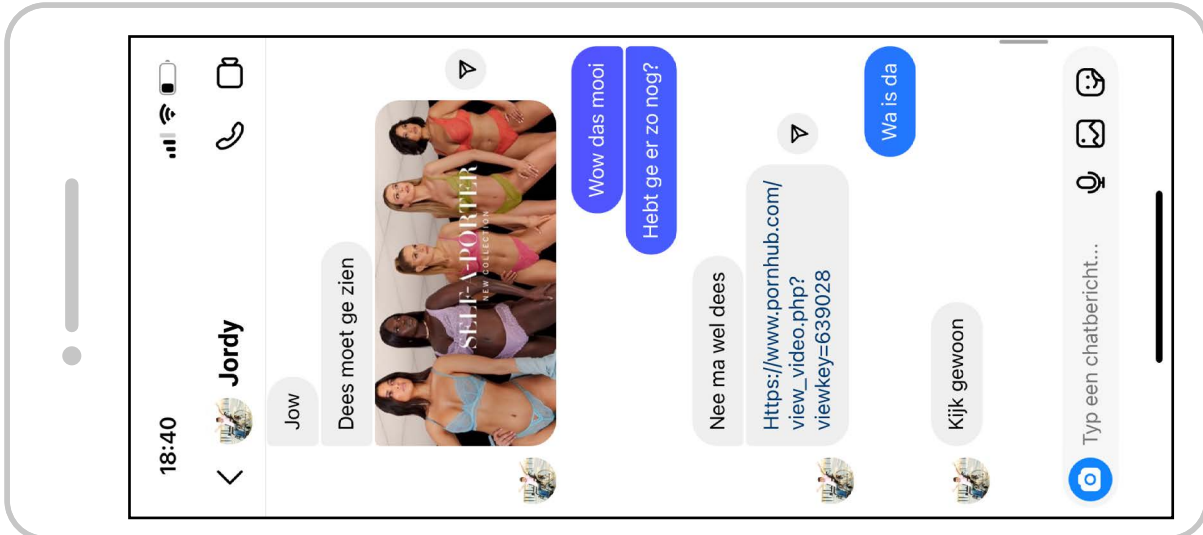 18:40
Jordy
Jow
Dees moet ge zien
SELF-A-PORTER
NEW COLLECTION
Wow das mooi
Hebt ge er zo nog?
Nee ma wel dees
Https://www.pornhub.com/
view_video.php?
viewkey=639028
Wa is da
Kijk gewoon
Typ een chatbericht...